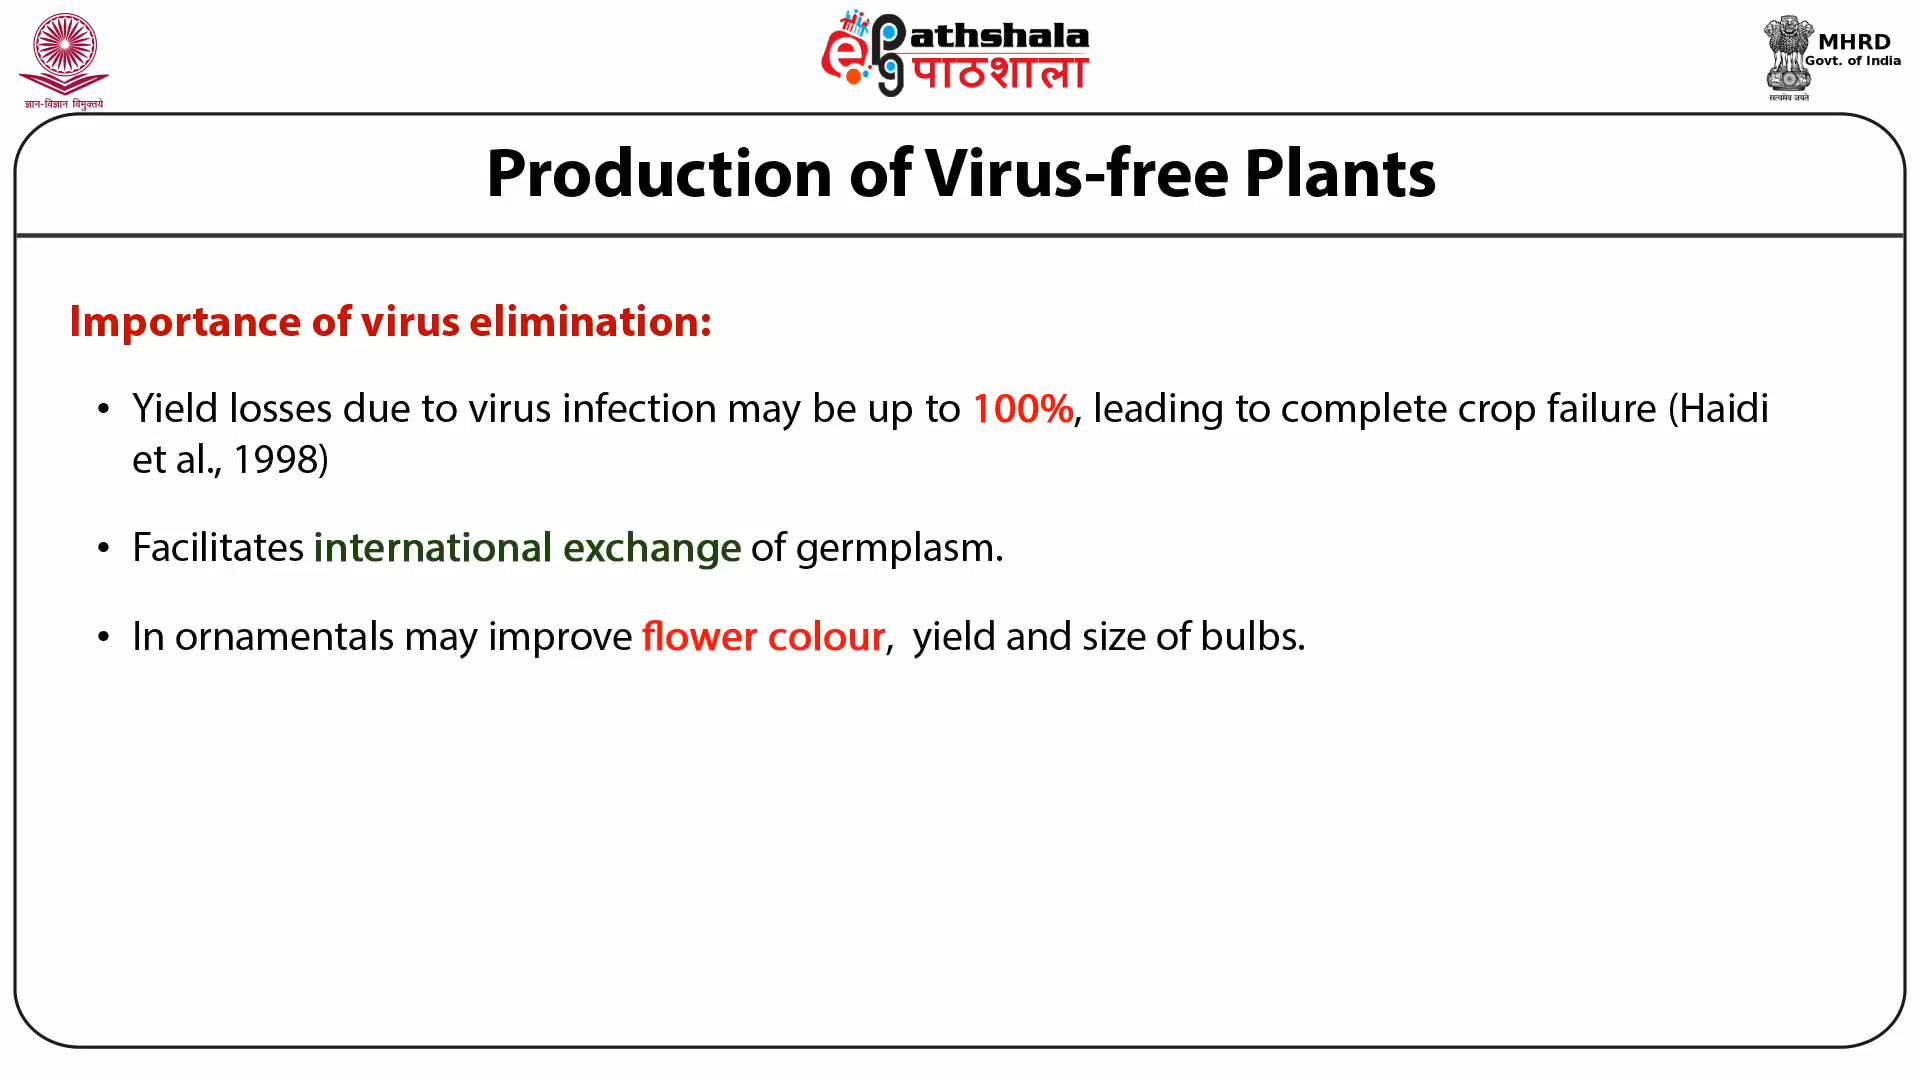 ज्ञान-विज्ञान विमुक्तये
e Pathshala
pg पाठशाला
MHRD
Govt. of India
सत्यमेव जयते
Production of Virus-free Plants
Importance of virus elimination:
• Yield losses due to virus infection may be up to 100%, leading to complete crop failure (Haidi
et al., 1998)
• Facilitates international exchange of germplasm.
• In ornamentals may improve flower colour, yield and size of bulbs.